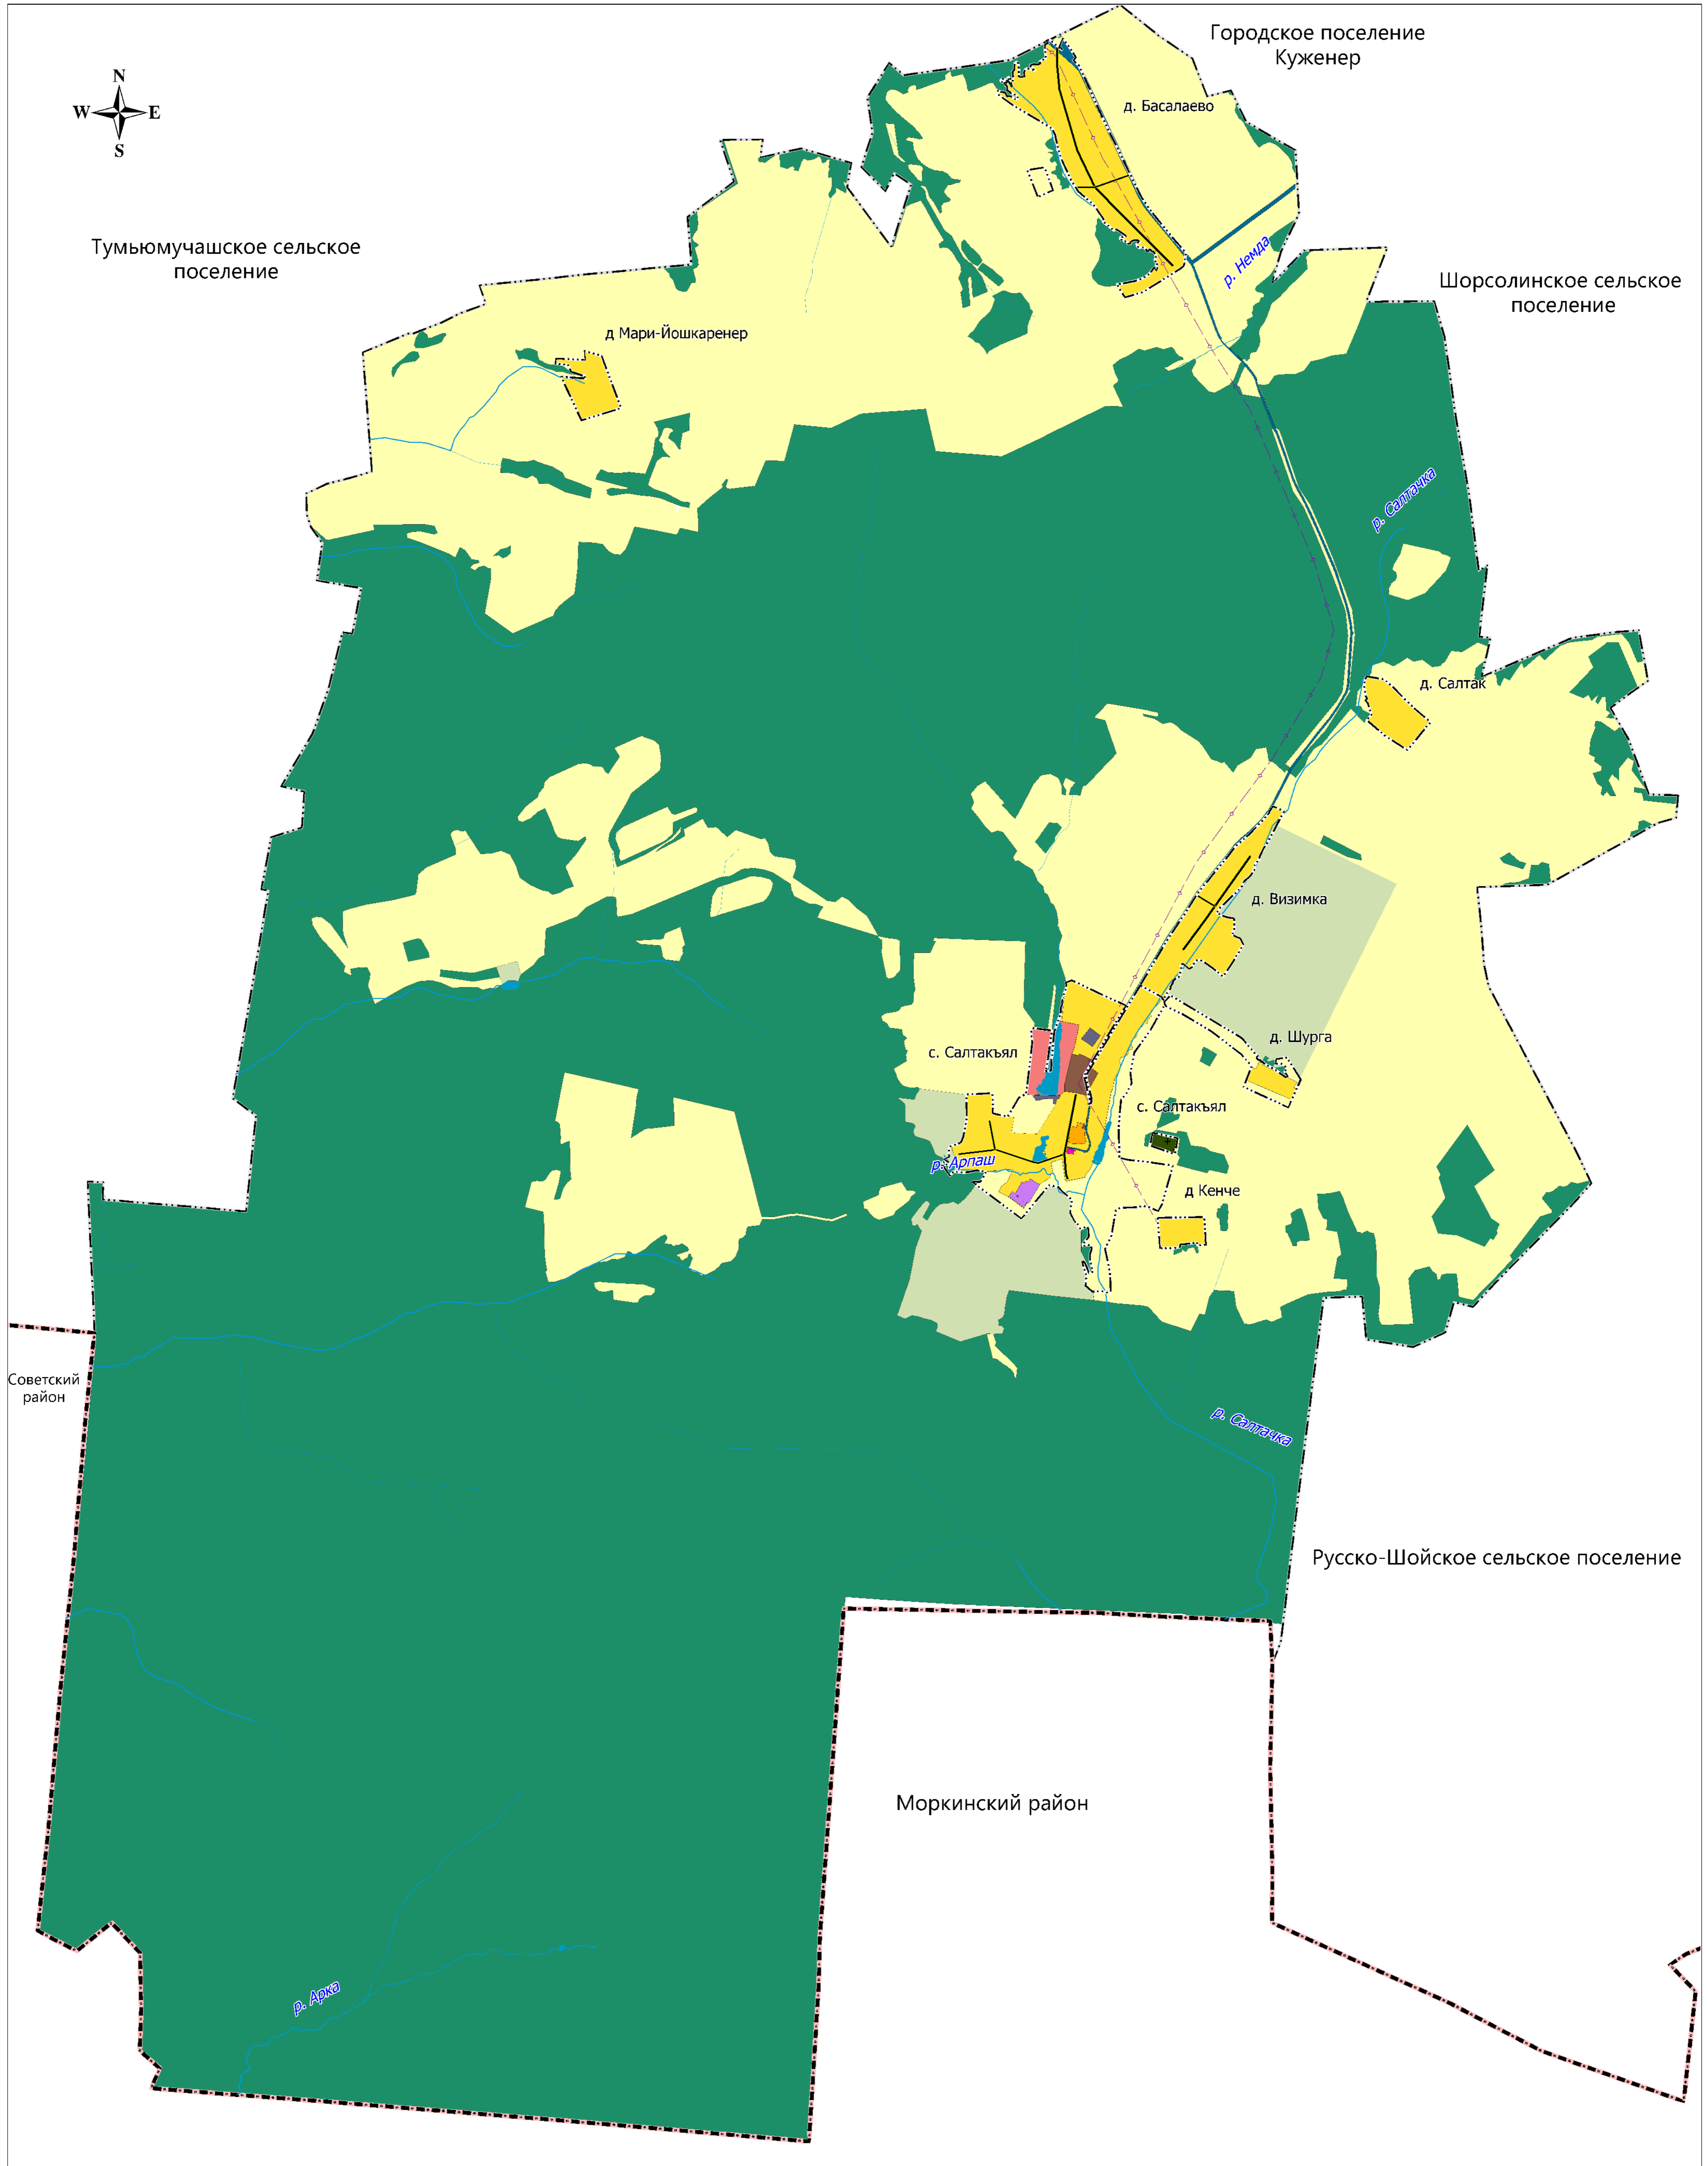 Городское поселение
Куженер
N
W E
S
д. Басалаево
Тумьюмучашское сельское
поселение
р. Немда
Шорсолинское сельское
поселение
д Мари-Йошкаренер
р. Салтачка
д. Салтак
д. Визимка
д. Шурга
с. Салтакъял
с. Салтакъял
р. Арпаш
д Кенче
Советский
район
р. Салтачка
Русско-Шойское сельское поселение
Моркинский район
р. Арка